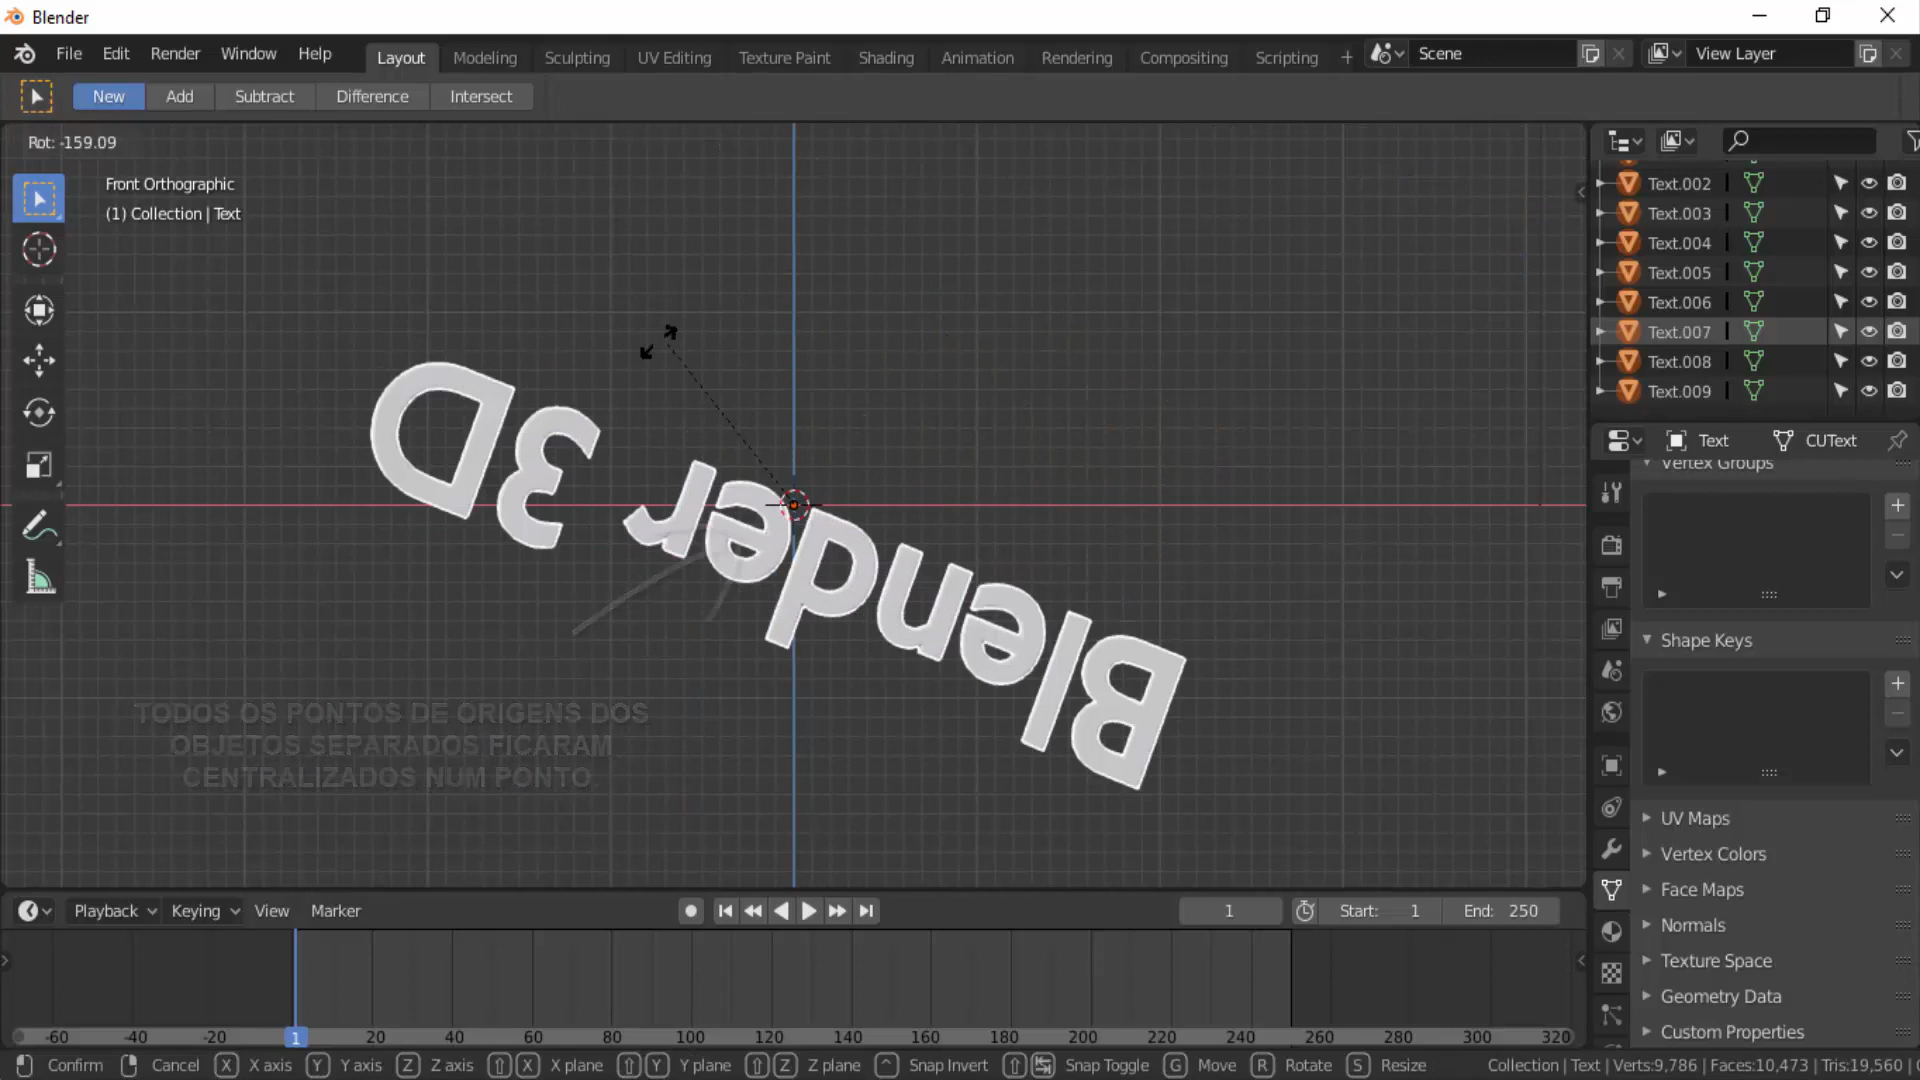 Blender
File Edit Render Window Help Layout Modeling Sculpting UV Editing Texture Paint Shading Animation Rendering Compositing Scripting + Scene View Layer
New Add Subtract Difference Intersect
Rot: -159.09
Front Orthographic
(1) Collection | Text
Blender 3D
TODOS OS PONTOS DE ORIGENS DOS
OBJETOS SEPARADOS FICARAM
CENTRALIZADOS NUM PONTO.
Text.002
Text.003
Text.004
Text.005
Text.006
Text.007
Text.008
Text.009
Text CUText
Vertex Groups
Shape Keys
UV Maps
Vertex Colors
Face Maps
Normals
Texture Space
Geometry Data
Custom Properties
Playback Keying View Marker 1 Start: 1 End: 250
-60 -40 -20 1 20 40 60 80 100 120 140 160 180 200 220 240 260 280 300 320
Confirm Cancel X X axis Y Y axis Z Z axis X X plane Y Y plane Z Z plane Snap Invert Snap Toggle G Move R Rotate S Resize Collection | Text | Verts:9,786 | Faces:10,473 | Tris:19,560 |